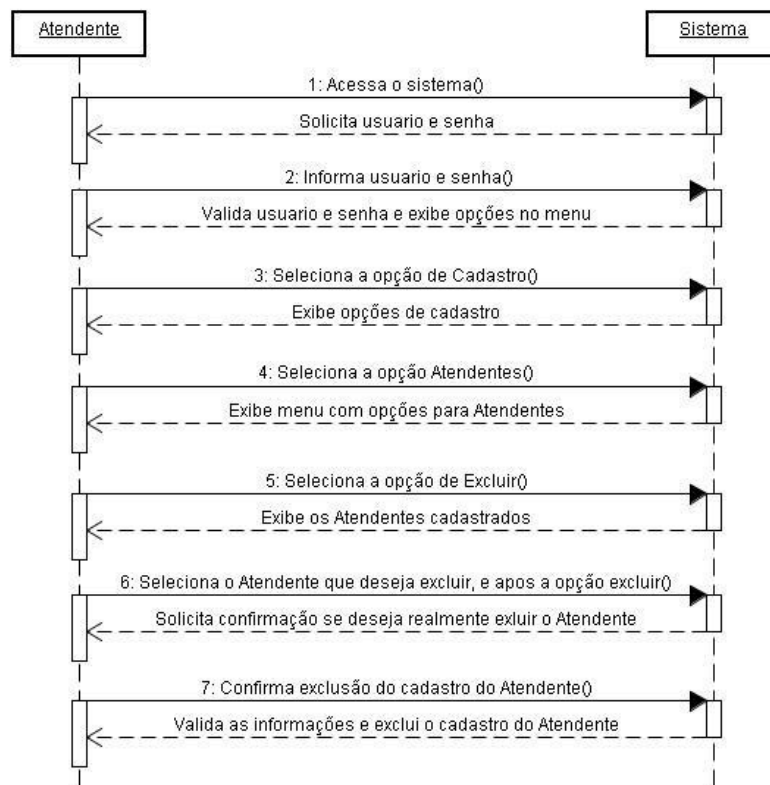 Atendente
Sistema
1: Acessa o sistema()
Solicita usuario e senha
2: Informa usuario e senha()
Valida usuario e senha e exibe opções no menu
3: Seleciona a opção de Cadastro()
Exibe opções de cadastro
4: Seleciona a opção Atendentes()
Exibe menu com opções para Atendentes
5: Seleciona a opção de Excluir()
Exibe os Atendentes cadastrados
6: Seleciona o Atendente que deseja excluir, e apos a opção excluir()
Solicita confirmação se deseja realmente exluir o Atendente
7: Confirma exclusão do cadastro do Atendente()
Valida as informações e exclui o cadastro do Atendente